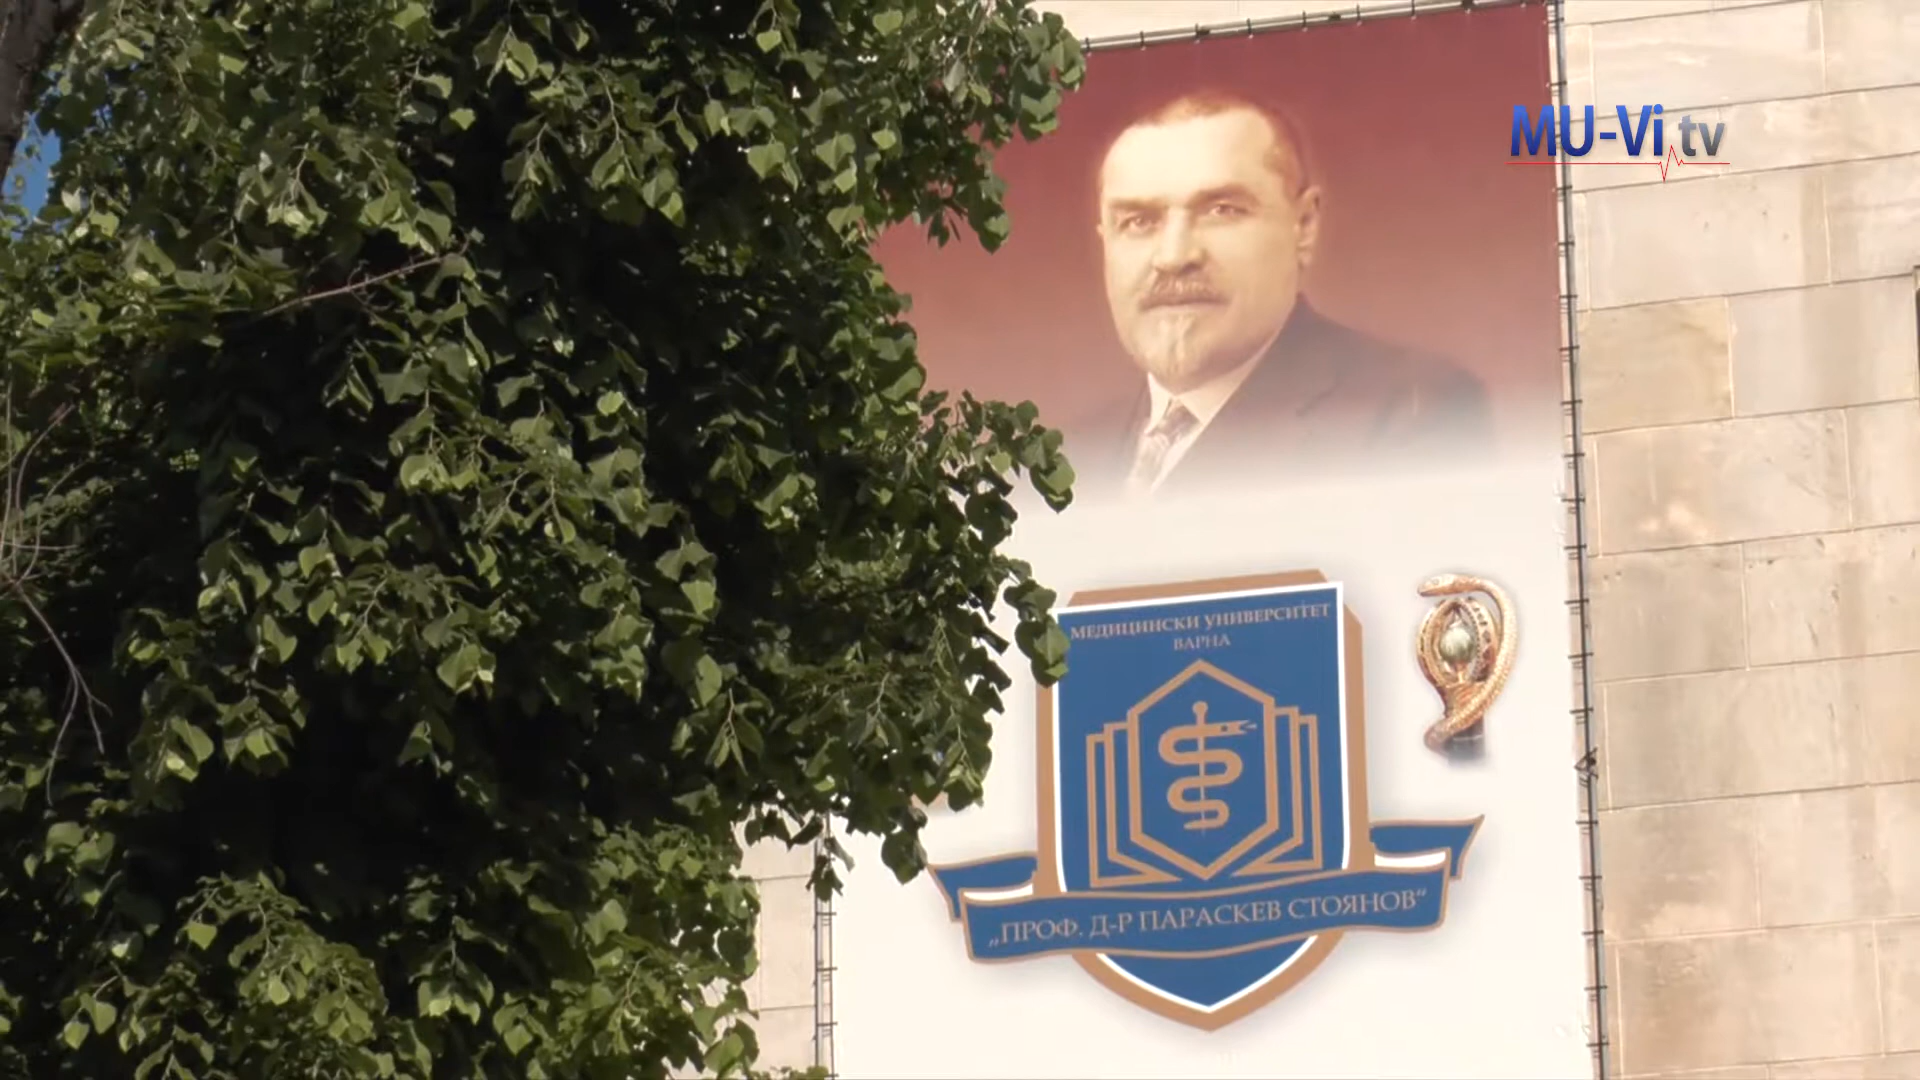 MU-Vi tv
МЕДИЦИНСКИ УНИВЕРСИТЕТ
ВАРНА
„ПРОФ. Д-Р ПАРАСКЕВ СТОЯНОВ“